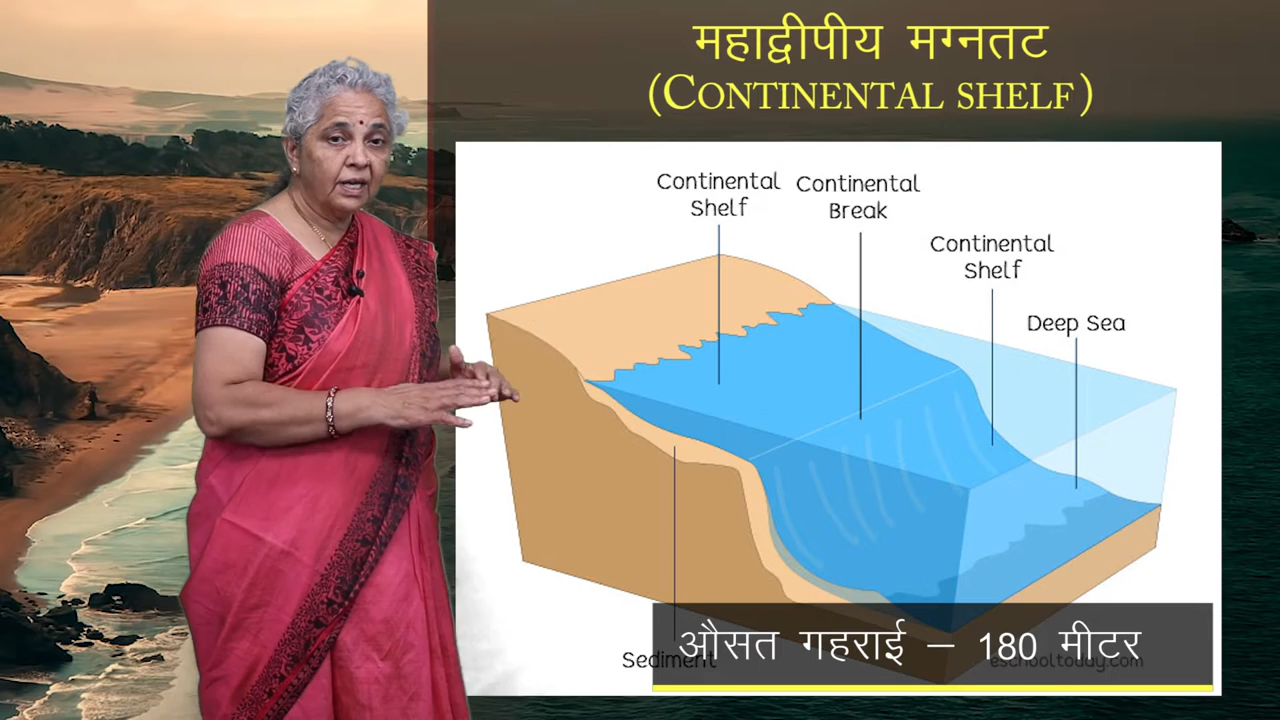 महाद्वीपीय मग्नतट
(CONTINENTAL SHELF)
Continental
Shelf
Continental
Break
Continental
Shelf
Deep Sea
औसत गहराई – 180 मीटर
Sediment
eschooltoday.com